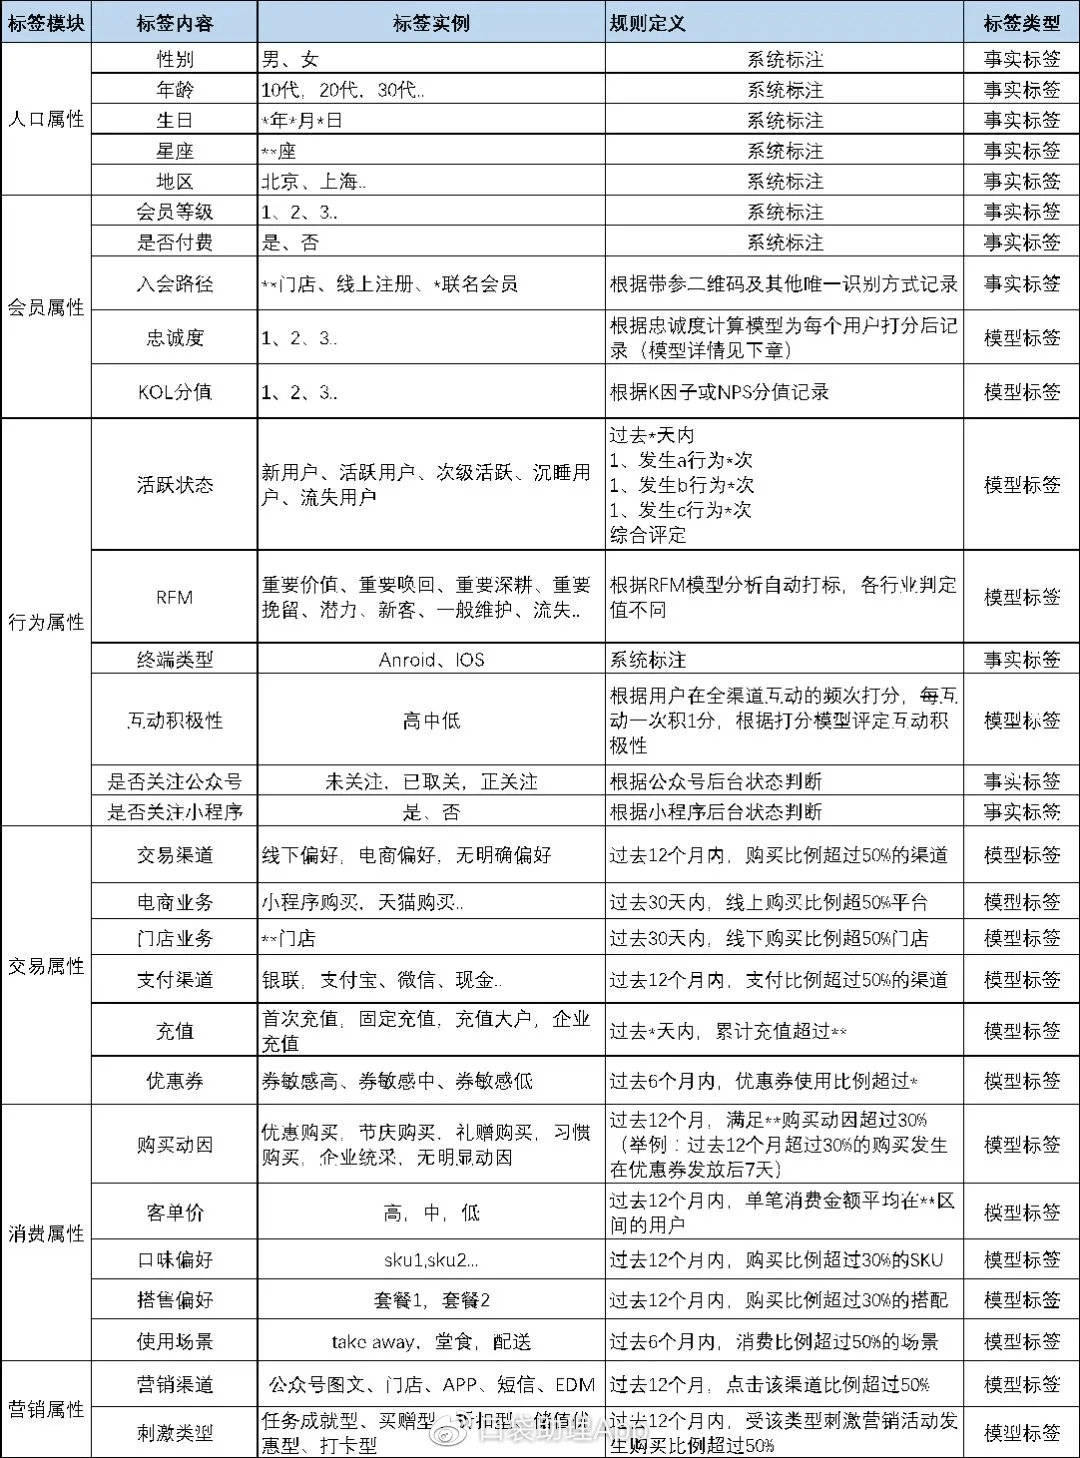 标签模块 标签内容 标签实例 规则定义 标签类型
人口属性
性别 男、女 系统标注 事实标签
年龄 10代，20代，30代.. 系统标注 事实标签
生日 *年*月*日 系统标注 事实标签
星座 **座 系统标注 事实标签
地区 北京、上海.. 系统标注 事实标签
会员属性
会员等级 1、2、3.. 系统标注 事实标签
是否付费 是、否 系统标注 事实标签
入会路径 **门店、线上注册、*联名会员 根据带参二维码及其他唯一识别方式记录 事实标签
忠诚度 1、2、3.. 根据忠诚度计算模型为每个用户打分后记
录（模型详情见下章） 模型标签
KOL分值 1、2、3.. 根据K因子或NPS分值记录 模型标签
行为属性
活跃状态 新用户、活跃用户、次级活跃、沉睡用
户、流失用户
过去*天内
1、发生a行为*次
1、发生b行为*次
1、发生c行为*次
综合评定
模型标签
RFM 重要价值、重要唤回、重要深耕、重要
挽留、潜力、新客、一般维护、流失..
根据RFM模型分析自动打标，各行业判定
值不同
模型标签
终端类型 Anroid、IOS 系统标注 事实标签
互动积极性 高中低
根据用户在全渠道互动的频次打分，每互
动一次积1分，根据打分模型评定互动积
极性
模型标签
是否关注公众号 未关注，已取关，正关注 根据公众号后台状态判断 事实标签
是否关注小程序 是、否 根据小程序后台状态判断 事实标签
交易属性
交易渠道 线下偏好，电商偏好，无明确偏好 过去12个月内，购买比例超过50%的渠道 模型标签
电商业务 小程序购买，天猫购买.. 过去30天内，线上购买比例超50%平台 模型标签
门店业务 **门店 过去30天内，线下购买比例超50%门店 模型标签
支付渠道 银联，支付宝、微信、现金.. 过去12个月内，支付比例超过50%的渠道 模型标签
充值 首次充值，固定充值，充值大户，企业
充值
过去*天内，累计充值超过** 模型标签
优惠券 券敏感高、券敏感中、券敏感低 过去6个月内，优惠券使用比例超过* 模型标签
消费属性
购买动因 优惠购买，节庆购买．礼赠购买，习惯
购买，企业统采，无明显动因
过去12个月，满足**购买动因超过30%
（举例：过去12个月超过30%的购买发生
在优惠券发放后7天）
模型标签
客单价 高，中，低
过去12个月内，单笔消费金额平均在**区
间的用户
模型标签
口味偏好 sku1,sku2... 过去12个月内，购买比例超过30%的SKU 模型标签
搭售偏好 套餐1，套餐2 过去12个月内，购买比例超过30%的搭配 模型标签
使用场景 take away，堂食，配送 过去6个月内，消费比例超过50%的场景 模型标签
营销属性
营销渠道 公众号图文、门店、APP、短信、EDM 过去12个月，点击该渠道比例超过50% 模型标签
刺激类型 任务成就型、买赠型、折扣型、储值优
惠型、打卡型
过去12个月内，受该类型刺激营销活动发
生购买比例超过50%
模型标签
口袋助理App